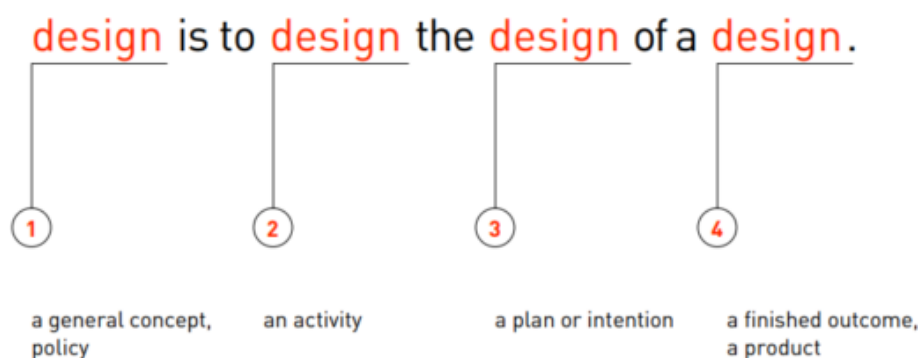 design is to design the design of a design.
1
2
3
4
a general concept,
policy
an activity
a plan or intention
a finished outcome,
a product